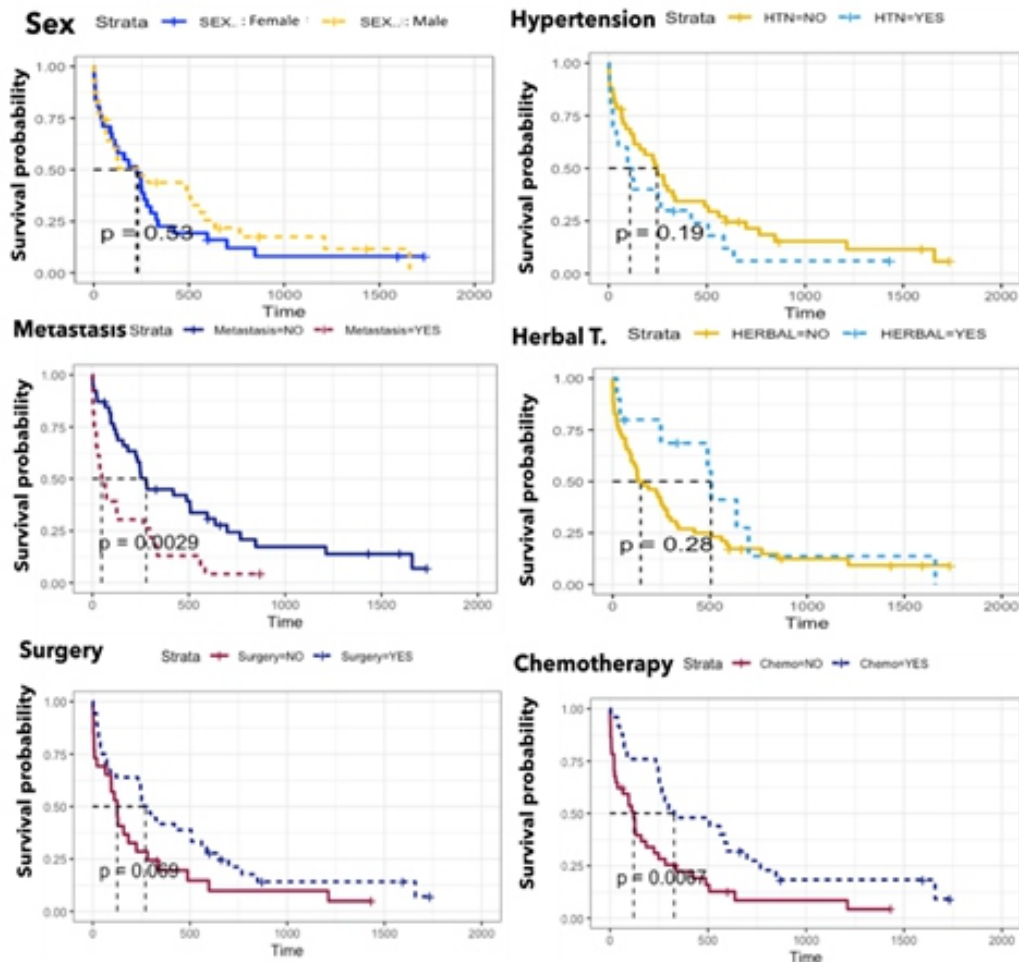 Sex Strata SEX..: Female SEX..: Male
Survival probability
1.00
0.75
0.50
0.25
0.00
p = 0.53
0 500 1000 1500 2000
Time
Hypertension Strata HTN=NO HTN=YES
Survival probability
1.00
0.75
0.50
0.25
0.00
p = 0.19
0 500 1000 1500 2000
Time
Metastasis Strata Metastasis=NO Metastasis=YES
Survival probability
1.00
0.75
0.50
0.25
0.00
p = 0.0029
0 500 1000 1500 2000
Time
Herbal T. Strata HERBAL=NO HERBAL=YES
Survival probability
1.00
0.75
0.50
0.25
0.00
p = 0.28
0 500 1000 1500 2000
Time
Surgery Strata Surgery=NO Surgery=YES
Survival probability
1.00
0.75
0.50
0.25
0.00
p = 0.069
0 500 1000 1500 2000
Time
Chemotherapy Strata Chemo=NO Chemo=YES
Survival probability
1.00
0.75
0.50
0.25
0.00
p = 0.0067
0 500 1000 1500 2000
Time